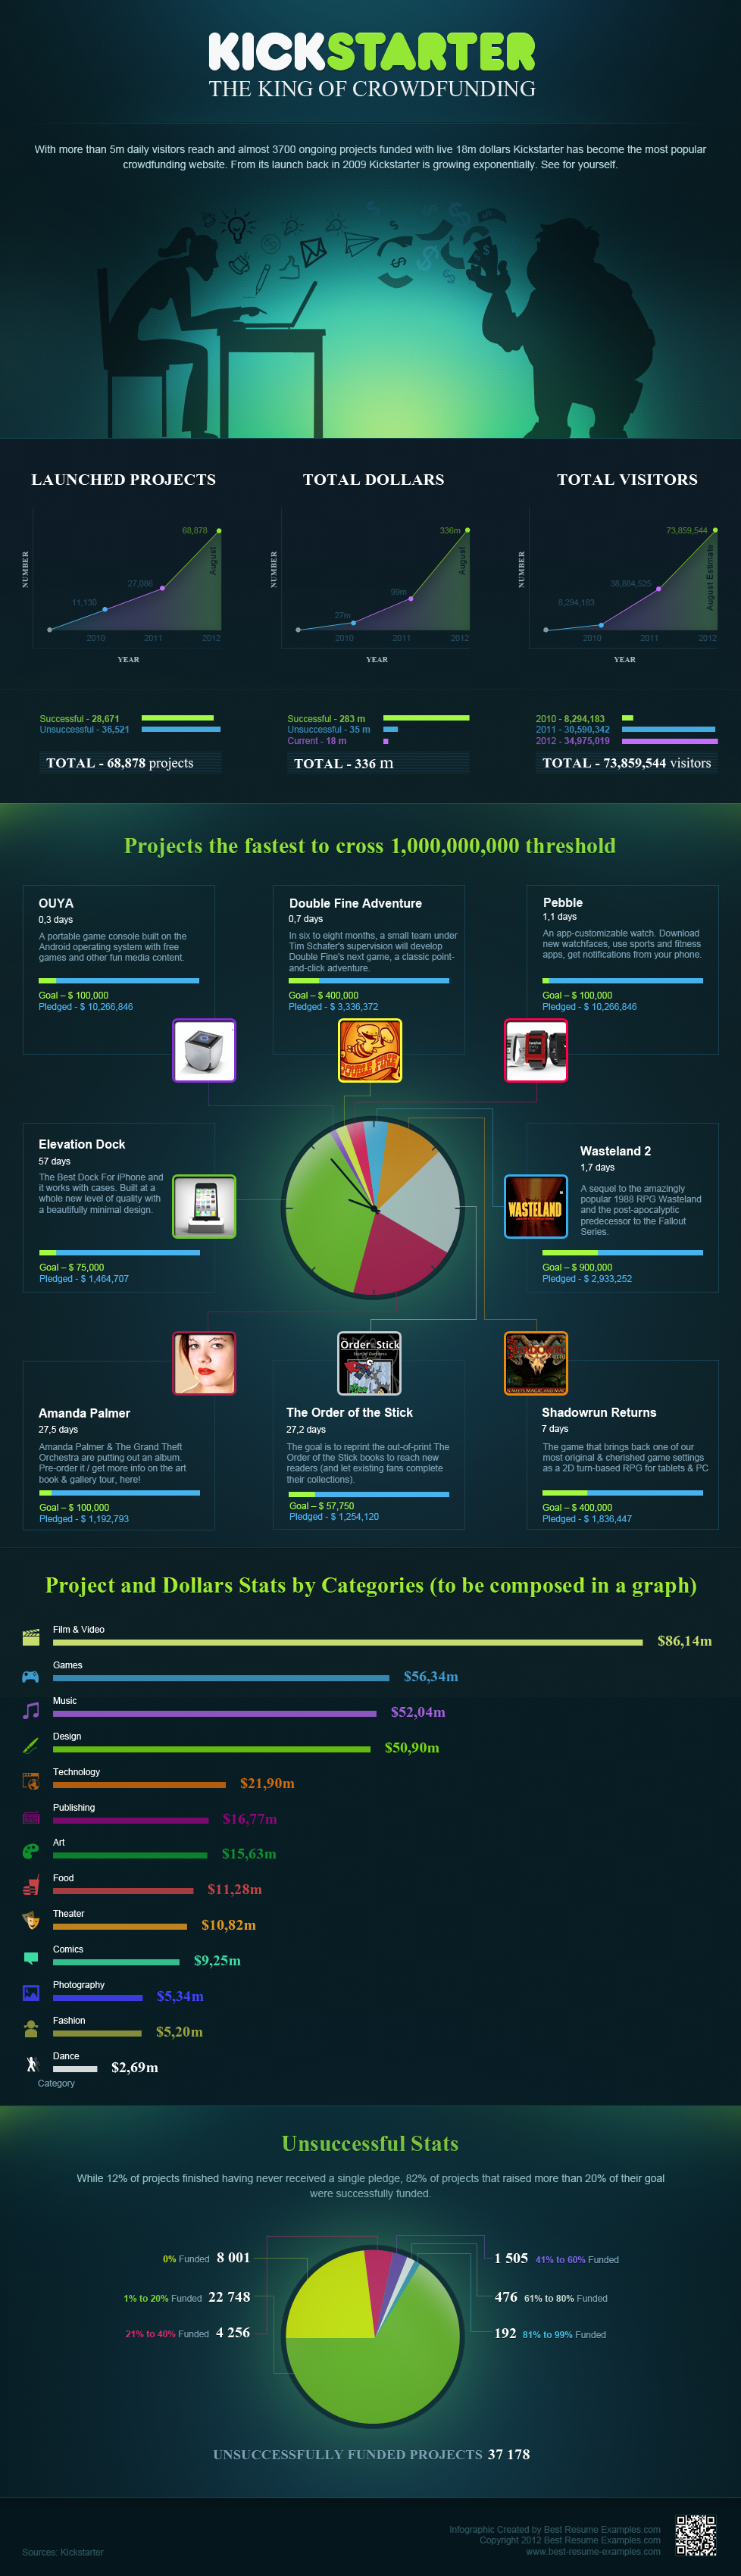 KICKSTARTER
THE KING OF CROWDFUNDING
With more than 5m daily visitors reach and almost 3700 ongoing projects funded with live 18m dollars Kickstarter has become the most popular
crowdfunding website. From its launch back in 2009 Kickstarter is growing exponentially. See for yourself.
LAUNCHED PROJECTS
NUMBER
68,878
27,086
11,130
August
2010 2011 2012
YEAR
Successful - 28,671
Unsuccessful - 36,521
TOTAL - 68,878 projects
TOTAL DOLLARS
NUMBER
336m
99m
27m
August
2010 2011 2012
YEAR
Successful - 283 m
Unsuccessful - 35 m
Current - 18 m
TOTAL - 336 m
TOTAL VISITORS
NUMBER
73,859,544
38,884,525
8,294,183
August Estimate
2010 2011 2012
YEAR
2010 - 8,294,183
2011 - 30,590,342
2012 - 34,975,019
TOTAL - 73,859,544 visitors
Projects the fastest to cross 1,000,000,000 threshold
OUYA
0,3 days
A portable game console built on the
Android operating system with free
games and other fun media content.
Goal – $ 100,000
Pledged - $ 10,266,846
Double Fine Adventure
0,7 days
In six to eight months, a small team under
Tim Schafer's supervision will develop
Double Fine's next game, a classic point-
and-click adventure.
Goal – $ 400,000
Pledged - $ 3,336,372
DOUBLE FINE
Pebble
1,1 days
An app-customizable watch. Download
new watchfaces, use sports and fitness
apps, get notifications from your phone.
Goal – $ 100,000
Pledged - $ 10,266,846
Elevation Dock
57 days
The Best Dock For iPhone and
it works with cases. Built at a
whole new level of quality with
a beautifully minimal design.
Goal – $ 75,000
Pledged - $ 1,464,707
Wasteland 2
1,7 days
A sequel to the amazingly
popular 1988 RPG Wasteland
and the post-apocalyptic
predecessor to the Fallout
Series.
WASTELAND
Goal – $ 900,000
Pledged - $ 2,933,252
Amanda Palmer
27,5 days
Amanda Palmer & The Grand Theft
Orchestra are putting out an album.
Pre-order it / get more info on the art
book & gallery tour, here!
Goal – $ 100,000
Pledged - $ 1,192,793
Order Stick
The Order of the Stick
27,2 days
The goal is to reprint the out-of-print The
Order of the Stick books to reach new
readers (and let existing fans complete
their collections).
Goal – $ 57,750
Pledged - $ 1,254,120
Shadowrun Returns
7 days
The game that brings back one of our
most original & cherished game settings
as a 2D turn-based RPG for tablets & PC
Goal – $ 400,000
Pledged - $ 1,836,447
Project and Dollars Stats by Categories (to be composed in a graph)
Film & Video
$86,14m
Games
$56,34m
Music
$52,04m
Design
$50,90m
Technology
$21,90m
Publishing
$16,77m
Art
$15,63m
Food
$11,28m
Theater
$10,82m
Comics
$9,25m
Photography
$5,34m
Fashion
$5,20m
Dance
$2,69m
Category
Unsuccessful Stats
While 12% of projects finished having never received a single pledge, 82% of projects that raised more than 20% of their goal
were successfully funded.
0% Funded 8 001
1% to 20% Funded 22 748
21% to 40% Funded 4 256
1 505 41% to 60% Funded
476 61% to 80% Funded
192 81% to 99% Funded
UNSUCCESSFULLY FUNDED PROJECTS 37 178
Sources: Kickstarter
Infographic Created by Best Resume Examples.com
Copyright 2012 Best Resume Examples.com
www.best-resume-examples.com